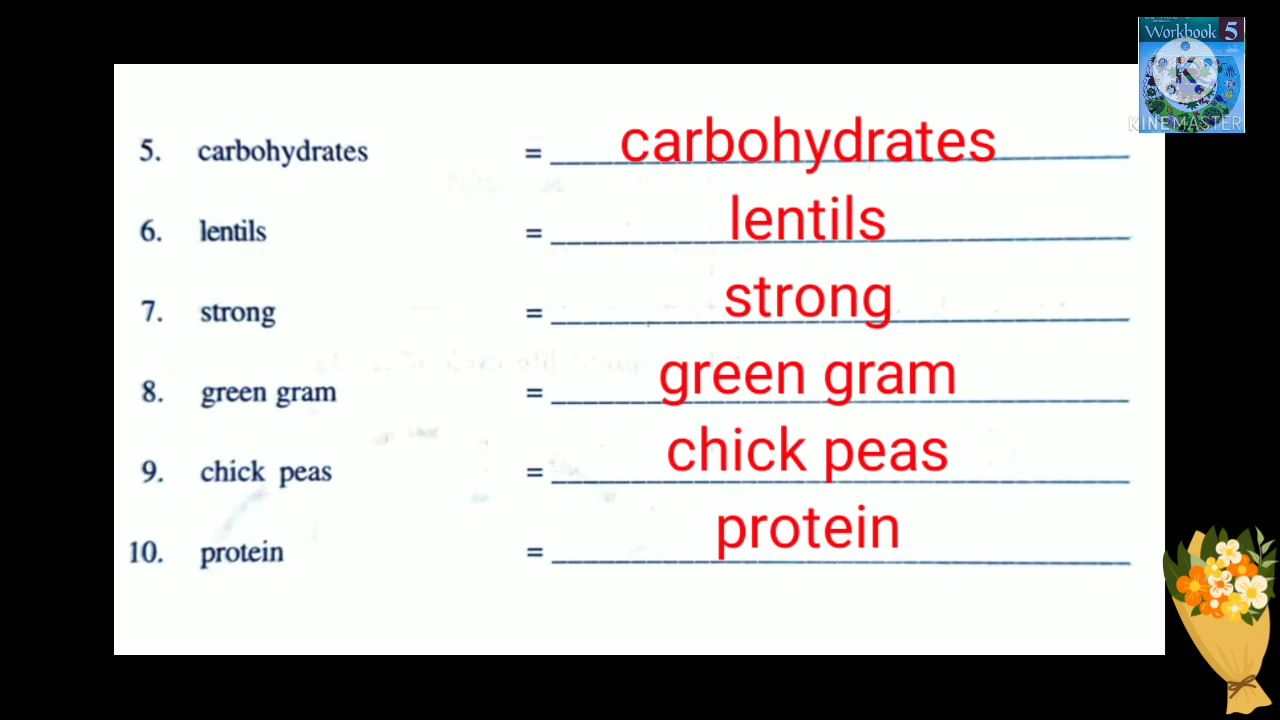 Workbook 5
K
KINEMASTER
5. carbohydrates = carbohydrates
6. lentils = lentils
7. strong = strong
8. green gram = green gram
9. chick peas = chick peas
10. protein = protein